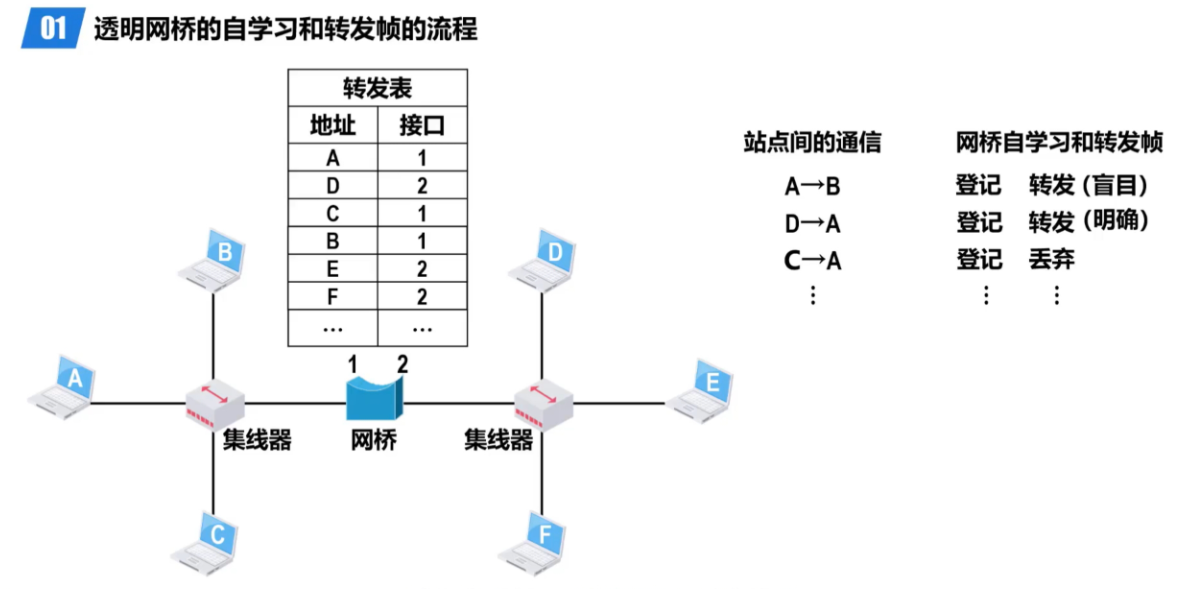 01 透明网桥的自学习和转发帧的流程
转发表
地址 接口
A 1
D 2
C 1
B 1
E 2
F 2
… …
站点间的通信 网桥自学习和转发帧
A→B 登记 转发 (盲目)
D→A 登记 转发 (明确)
C→A 登记 丢弃
⋮ ⋮ ⋮
B
D
1 2
A
E
集线器 网桥 集线器
C
F